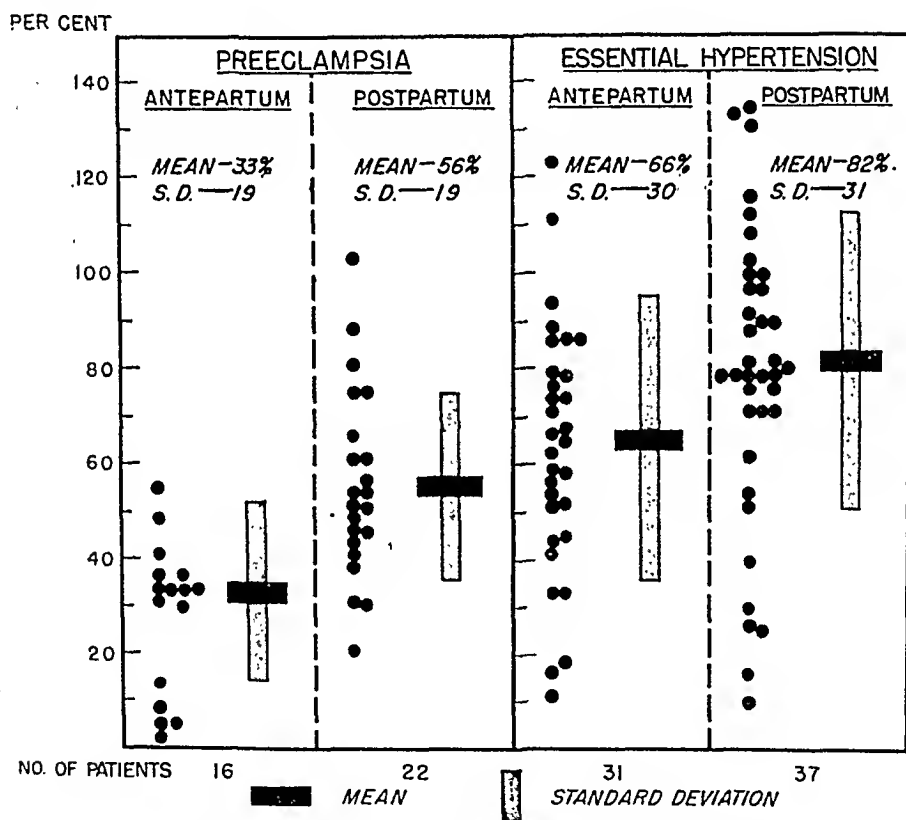 PER CENT
PREECLAMPSIA
ESSENTIAL HYPERTENSION
ANTEPARTUM
POSTPARTUM
ANTEPARTUM
POSTPARTUM
MEAN—33%
S. D.—19
MEAN—56%
S. D.—19
MEAN—66%
S. D.—30
MEAN—82%.
S. D.—31
140
120
100
80
60
40
20
NO. OF PATIENTS 16 22 31 37
MEAN
STANDARD DEVIATION